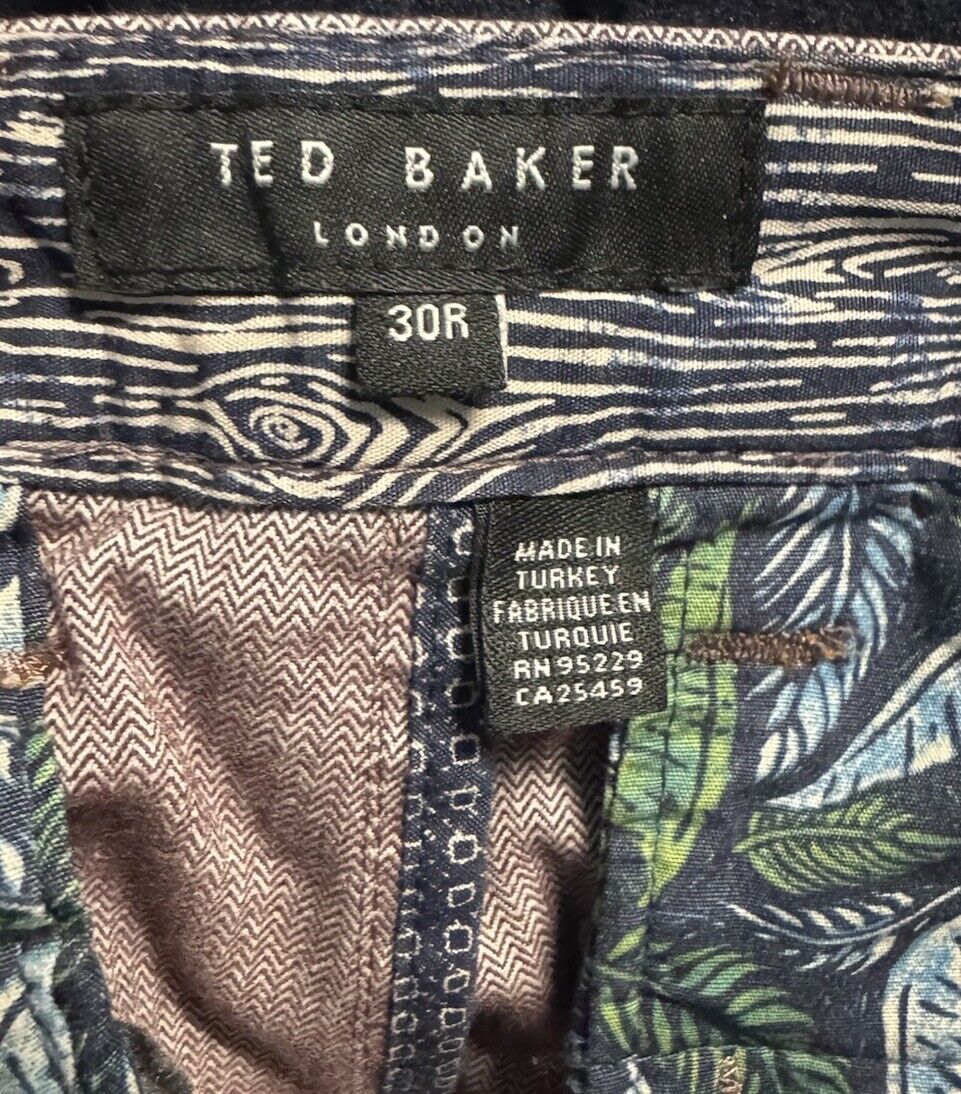 TED BAKER
LONDON
30R
MADE IN
TURKEY
FABRIQUE EN
TURQUIE
RN 95229
CA25459